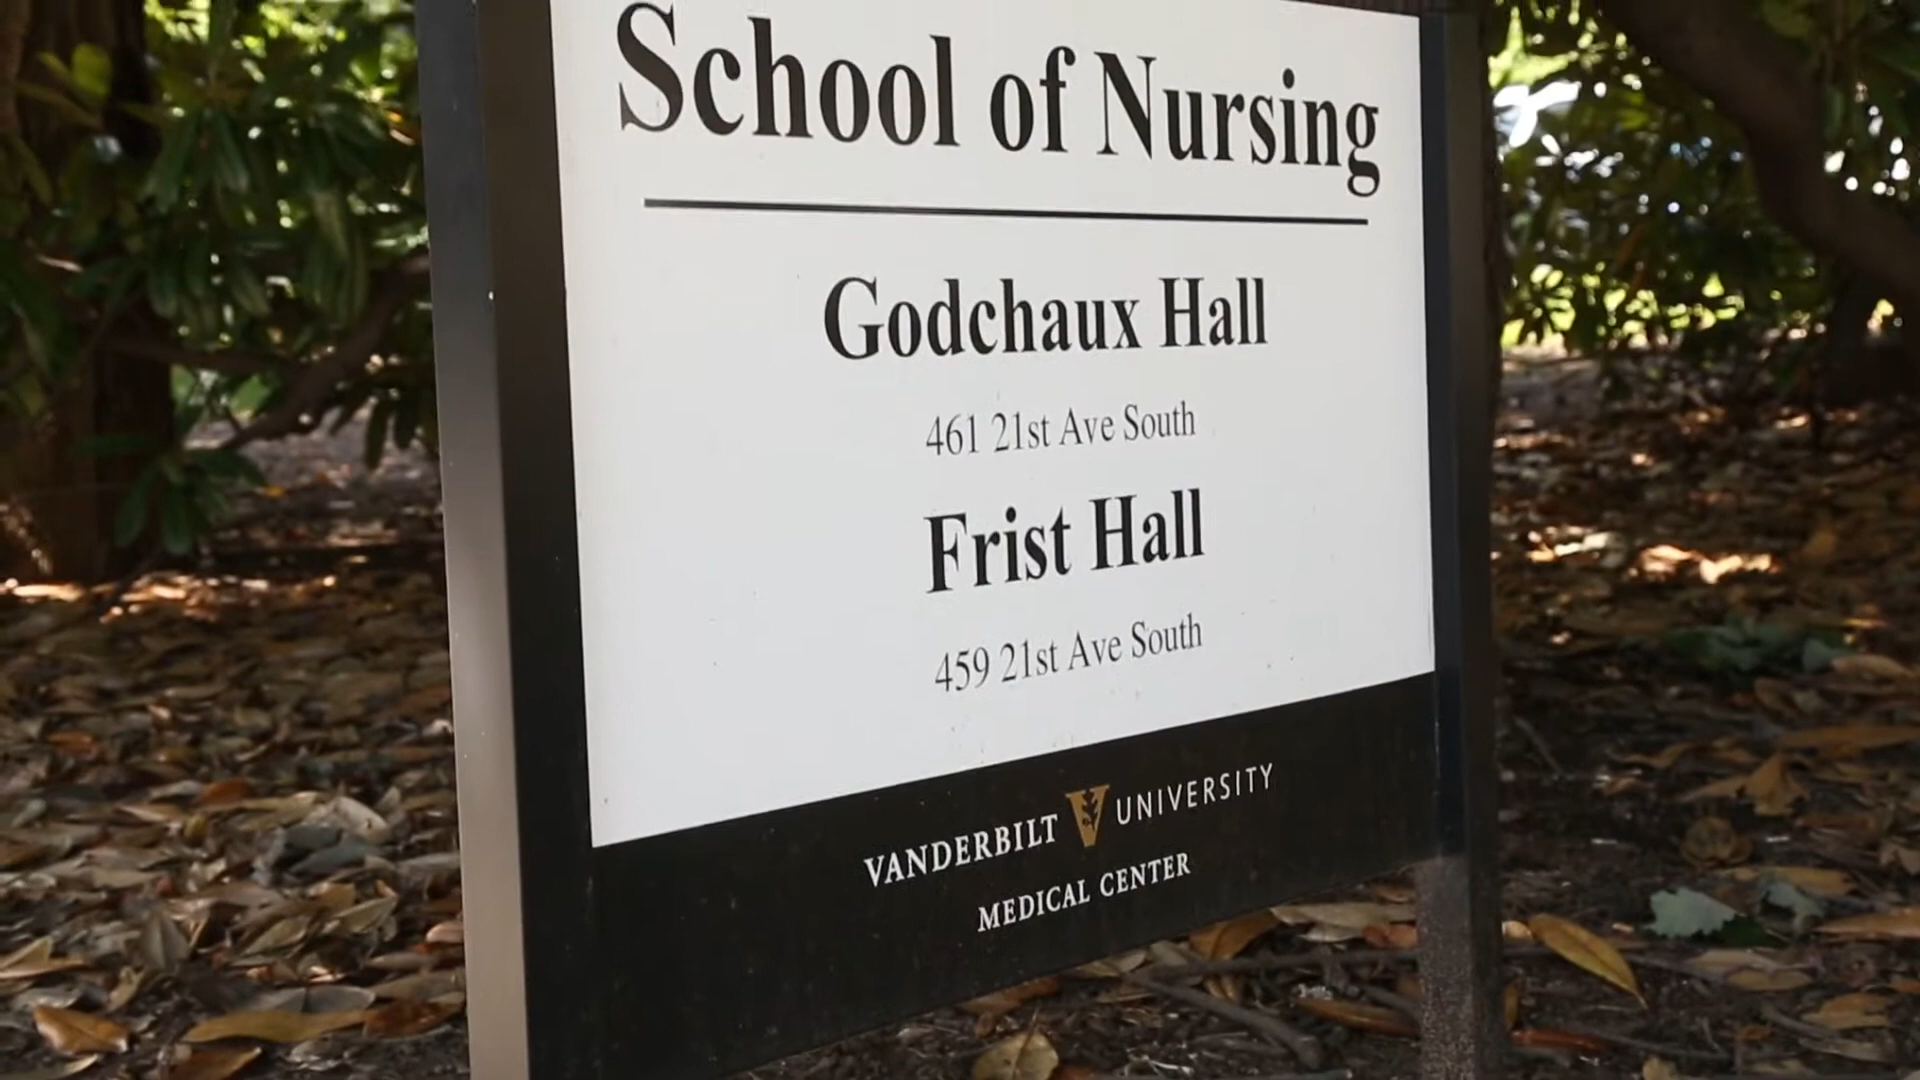 School of Nursing
Godchaux Hall
461 21st Ave South
Frist Hall
459 21st Ave South
VANDERBILT V UNIVERSITY
MEDICAL CENTER